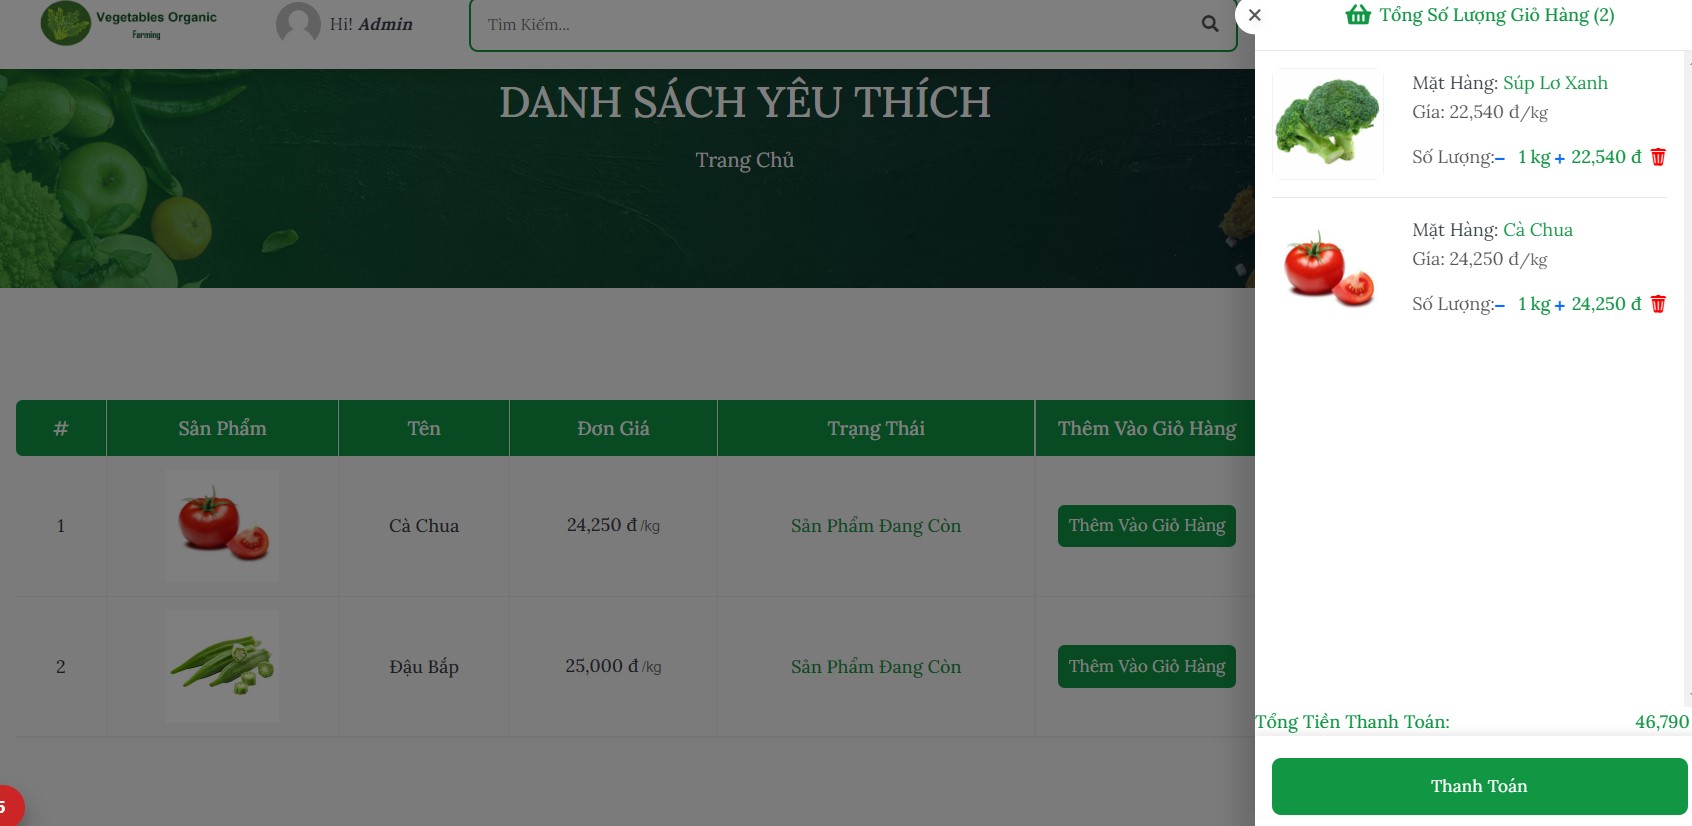 Vegetables Organic
Farming
Hi! Admin
Tìm Kiếm...
DANH SÁCH YÊU THÍCH
Trang Chủ
# Sản Phẩm Tên Đơn Giá Trạng Thái Thêm Vào Giỏ Hàng
1 Cà Chua 24,250 đ /kg Sản Phẩm Đang Còn Thêm Vào Giỏ Hàng
2 Đậu Bắp 25,000 đ /kg Sản Phẩm Đang Còn Thêm Vào Giỏ Hàng
5
Tổng Số Lượng Giỏ Hàng (2)
Mặt Hàng: Súp Lơ Xanh
Gía: 22,540 đ/kg
Số Lượng:– 1 kg + 22,540 đ
Mặt Hàng: Cà Chua
Gía: 24,250 đ/kg
Số Lượng:– 1 kg + 24,250 đ
Tổng Tiền Thanh Toán: 46,790
Thanh Toán